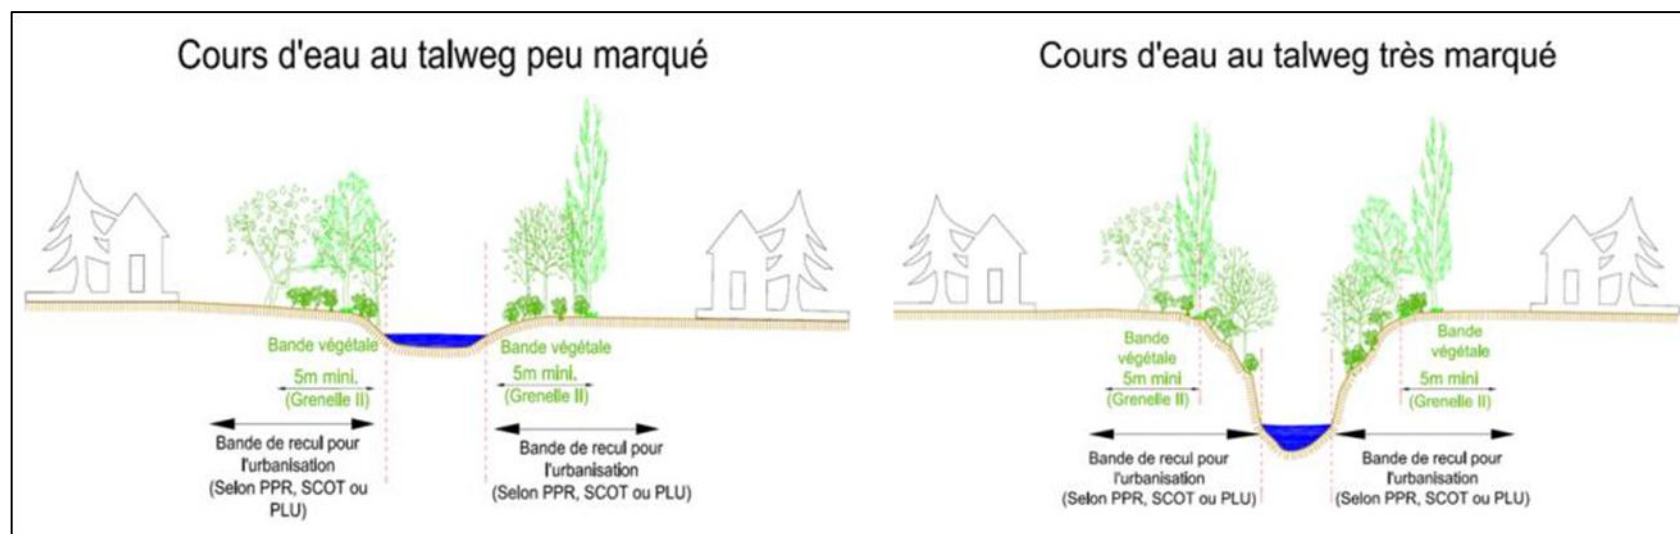 Cours d'eau au talweg peu marqué
Bande végétale
5m mini.
(Grenelle II)
Bande de recul pour
l'urbanisation
(Selon PPR, SCOT ou
PLU)
Bande végétale
5m mini.
(Grenelle II)
Bande de recul pour
l'urbanisation
(Selon PPR, SCOT ou PLU)
Cours d'eau au talweg très marqué
Bande
végétale
5m mini
(Grenelle II)
Bande de recul pour
l'urbanisation
(Selon PPR, SCOT ou PLU)
Bande
végétale
5m mini
(Grenelle II)
Bande de recul pour
l'urbanisation
(Selon PPR, SCOT ou PLU)